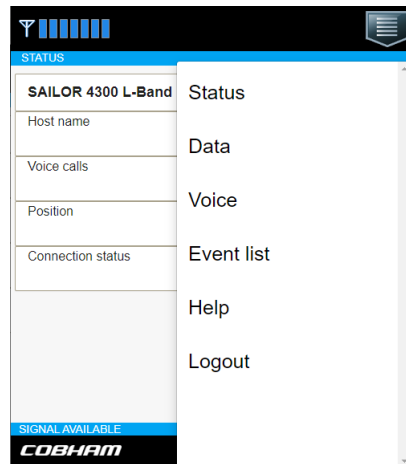 STATUS
SAILOR 4300 L-Band
Host name
Voice calls
Position
Connection status
Status
Data
Voice
Event list
Help
Logout
SIGNAL AVAILABLE
COBHAM